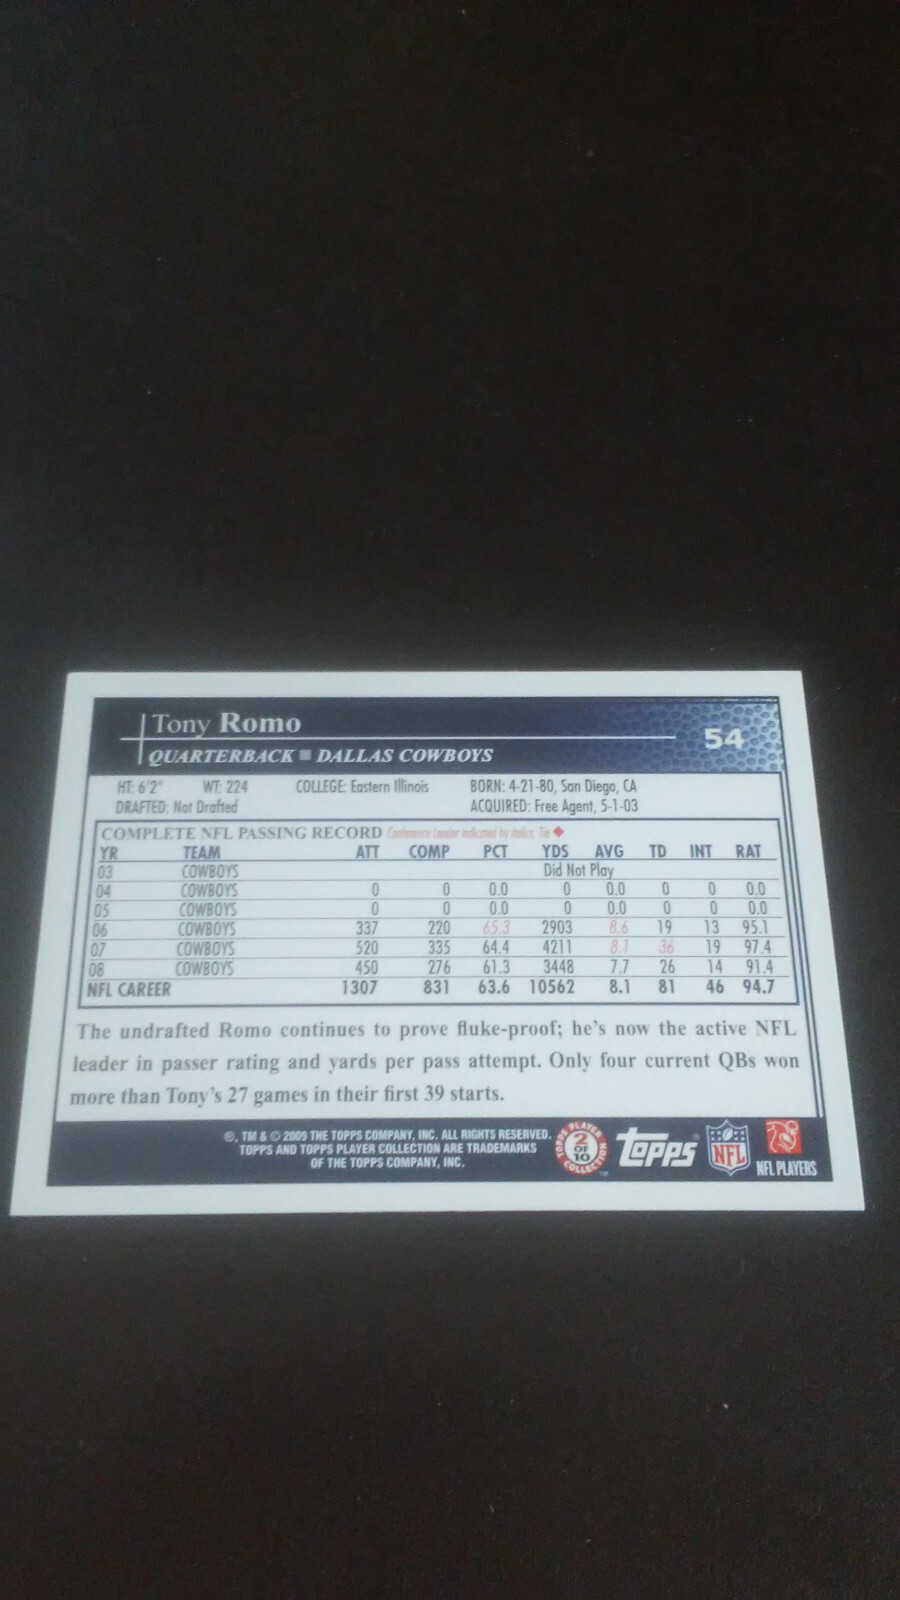 Tony Romo
54
QUARTERBACK ■ DALLAS COWBOYS
HT: 6'2" WT: 224 COLLEGE: Eastern Illinois BORN: 4-21-80, San Diego, CA
DRAFTED: Not Drafted ACQUIRED: Free Agent, 5-1-03
COMPLETE NFL PASSING RECORD Conference Leader indicated by Italics, Tie ◆
YR TEAM ATT COMP PCT YDS AVG TD INT RAT
03 COWBOYS Did Not Play
04 COWBOYS 0 0 0.0 0 0.0 0 0 0.0
05 COWBOYS 0 0 0.0 0 0.0 0 0 0.0
06 COWBOYS 337 220 65.3 2903 8.6 19 13 95.1
07 COWBOYS 520 335 64.4 4211 8.1 36 19 97.4
08 COWBOYS 450 276 61.3 3448 7.7 26 14 91.4
NFL CAREER 1307 831 63.6 10562 8.1 81 46 94.7
The undrafted Romo continues to prove fluke-proof; he's now the active NFL
leader in passer rating and yards per pass attempt. Only four current QBs won
more than Tony's 27 games in their first 39 starts.
®, TM & © 2009 THE TOPPS COMPANY, INC. ALL RIGHTS RESERVED.
TOPPS AND TOPPS PLAYER COLLECTION ARE TRADEMARKS
OF THE TOPPS COMPANY, INC.
TOPPS PLAYER COLLECTION
2
OF
10
™
Topps
NFL
NFL PLAYERS